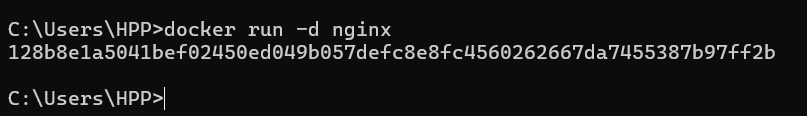 C:\Users\HPP>docker run -d nginx
128b8e1a5041bef02450ed049b057defc8e8fc4560262667da7455387b97ff2b
C:\Users\HPP>